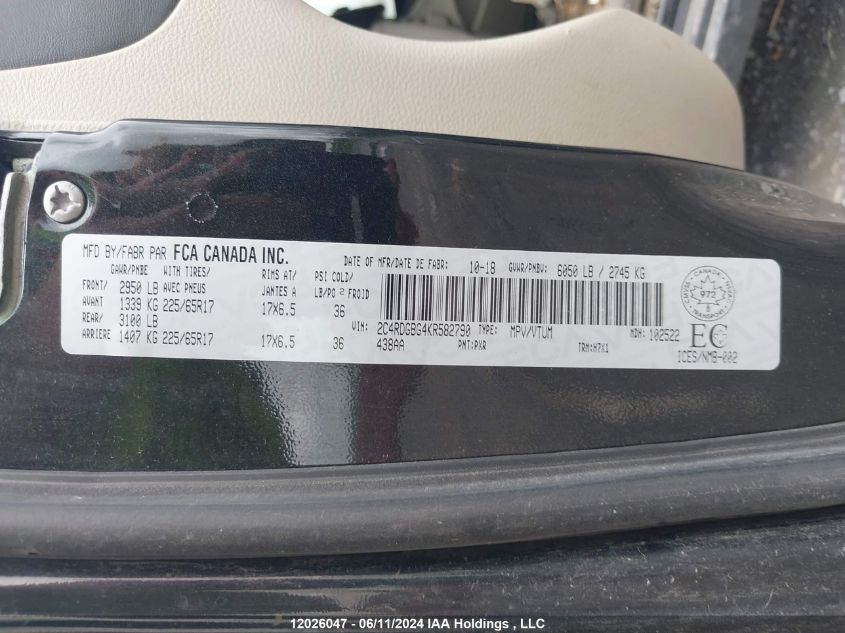 MFD BY/FABR PAR FCA CANADA INC. DATE OF MFR/DATE DE FABR: 10-18 GVWR/PNBV: 6050 LB / 2745 KG
GAWR/PNBE WITH TIRES/ RIMS AT/ PSI COLD/
FRONT/ 2950 LB AVEC PNEUS JANTES A LB/PO 2 FROID
AVANT 1339 KG 225/65R17 17X6.5 36
REAR/ 3100 LB VIN: 2C4RDGBG4KR582790 TYPE: MPV/VTUM MDH: 102522
ARRIERE 1407 KG 225/65R17 17X6.5 36 438AA PNT:PXR TRM:H7X1
CANADA
972
EC
ICES/NMB-002
12026047 - 06/11/2024 IAA Holdings , LLC